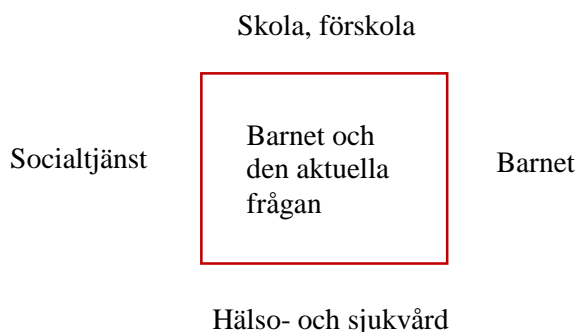 Skola, förskola
Socialtjänst
Barnet och
den aktuella
frågan
Barnet
Hälso- och sjukvård